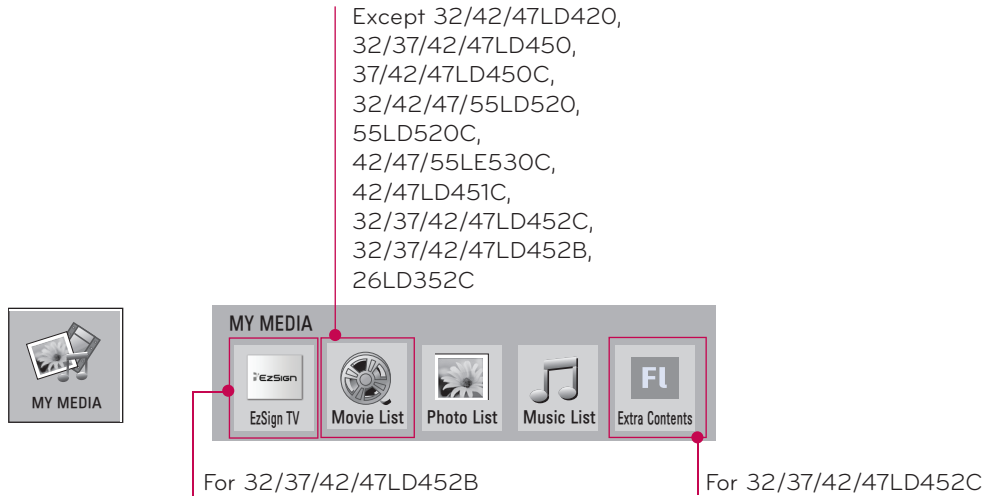 Except 32/42/47LD420,
32/37/42/47LD450,
37/42/47LD450C,
32/42/47/55LD520,
55LD520C,
42/47/55LE530C,
42/47LD451C,
32/37/42/47LD452C,
32/37/42/47LD452B,
26LD352C
MY MEDIA
MY MEDIA
EzSign
FL
EzSign TV Movie List Photo List Music List Extra Contents
For 32/37/42/47LD452B For 32/37/42/47LD452C